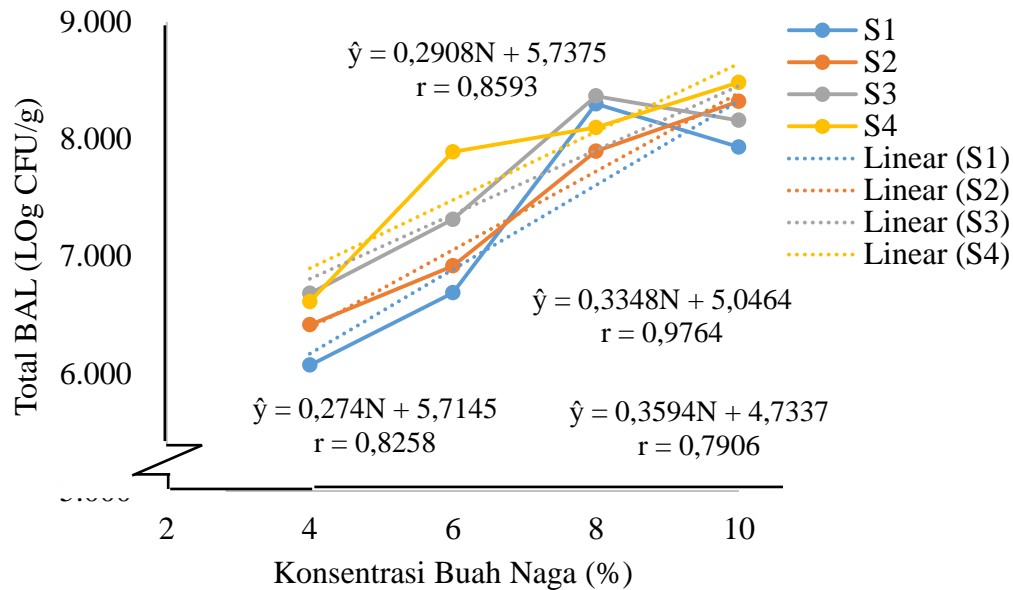 9.000
8.000
7.000
6.000
Total BAL (LOg CFU/g)
ŷ = 0,2908N + 5,7375
r = 0,8593
ŷ = 0,3348N + 5,0464
r = 0,9764
ŷ = 0,274N + 5,7145
r = 0,8258
ŷ = 0,3594N + 4,7337
r = 0,7906
2 4 6 8 10
Konsentrasi Buah Naga (%)
S1
S2
S3
S4
Linear (S1)
Linear (S2)
Linear (S3)
Linear (S4)